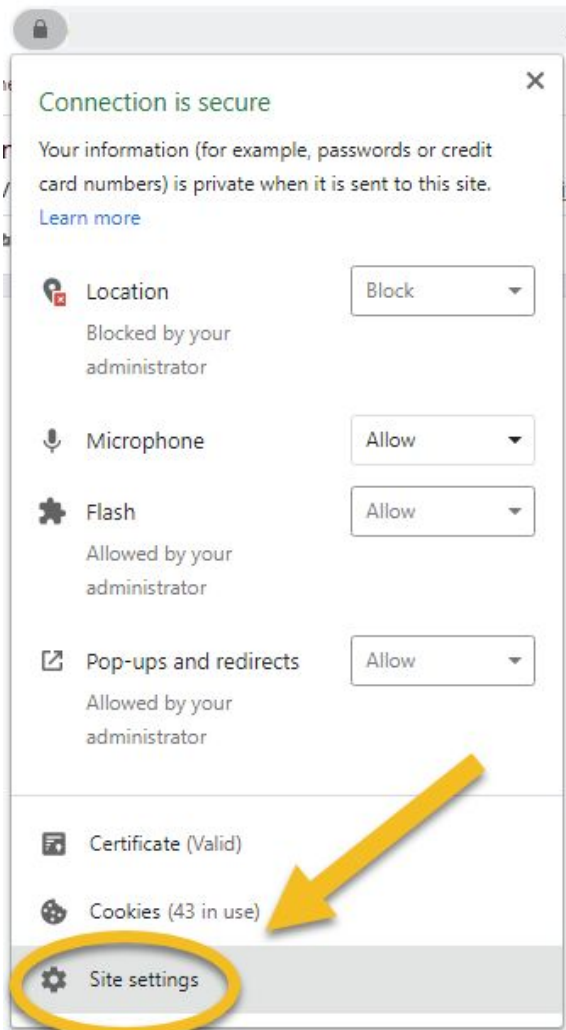 Connection is secure
Your information (for example, passwords or credit
card numbers) is private when it is sent to this site.
Learn more
Location
Block
Blocked by your
administrator
Microphone
Allow
Flash
Allow
Allowed by your
administrator
Pop-ups and redirects
Allow
Allowed by your
administrator
Certificate (Valid)
Cookies (43 in use)
Site settings